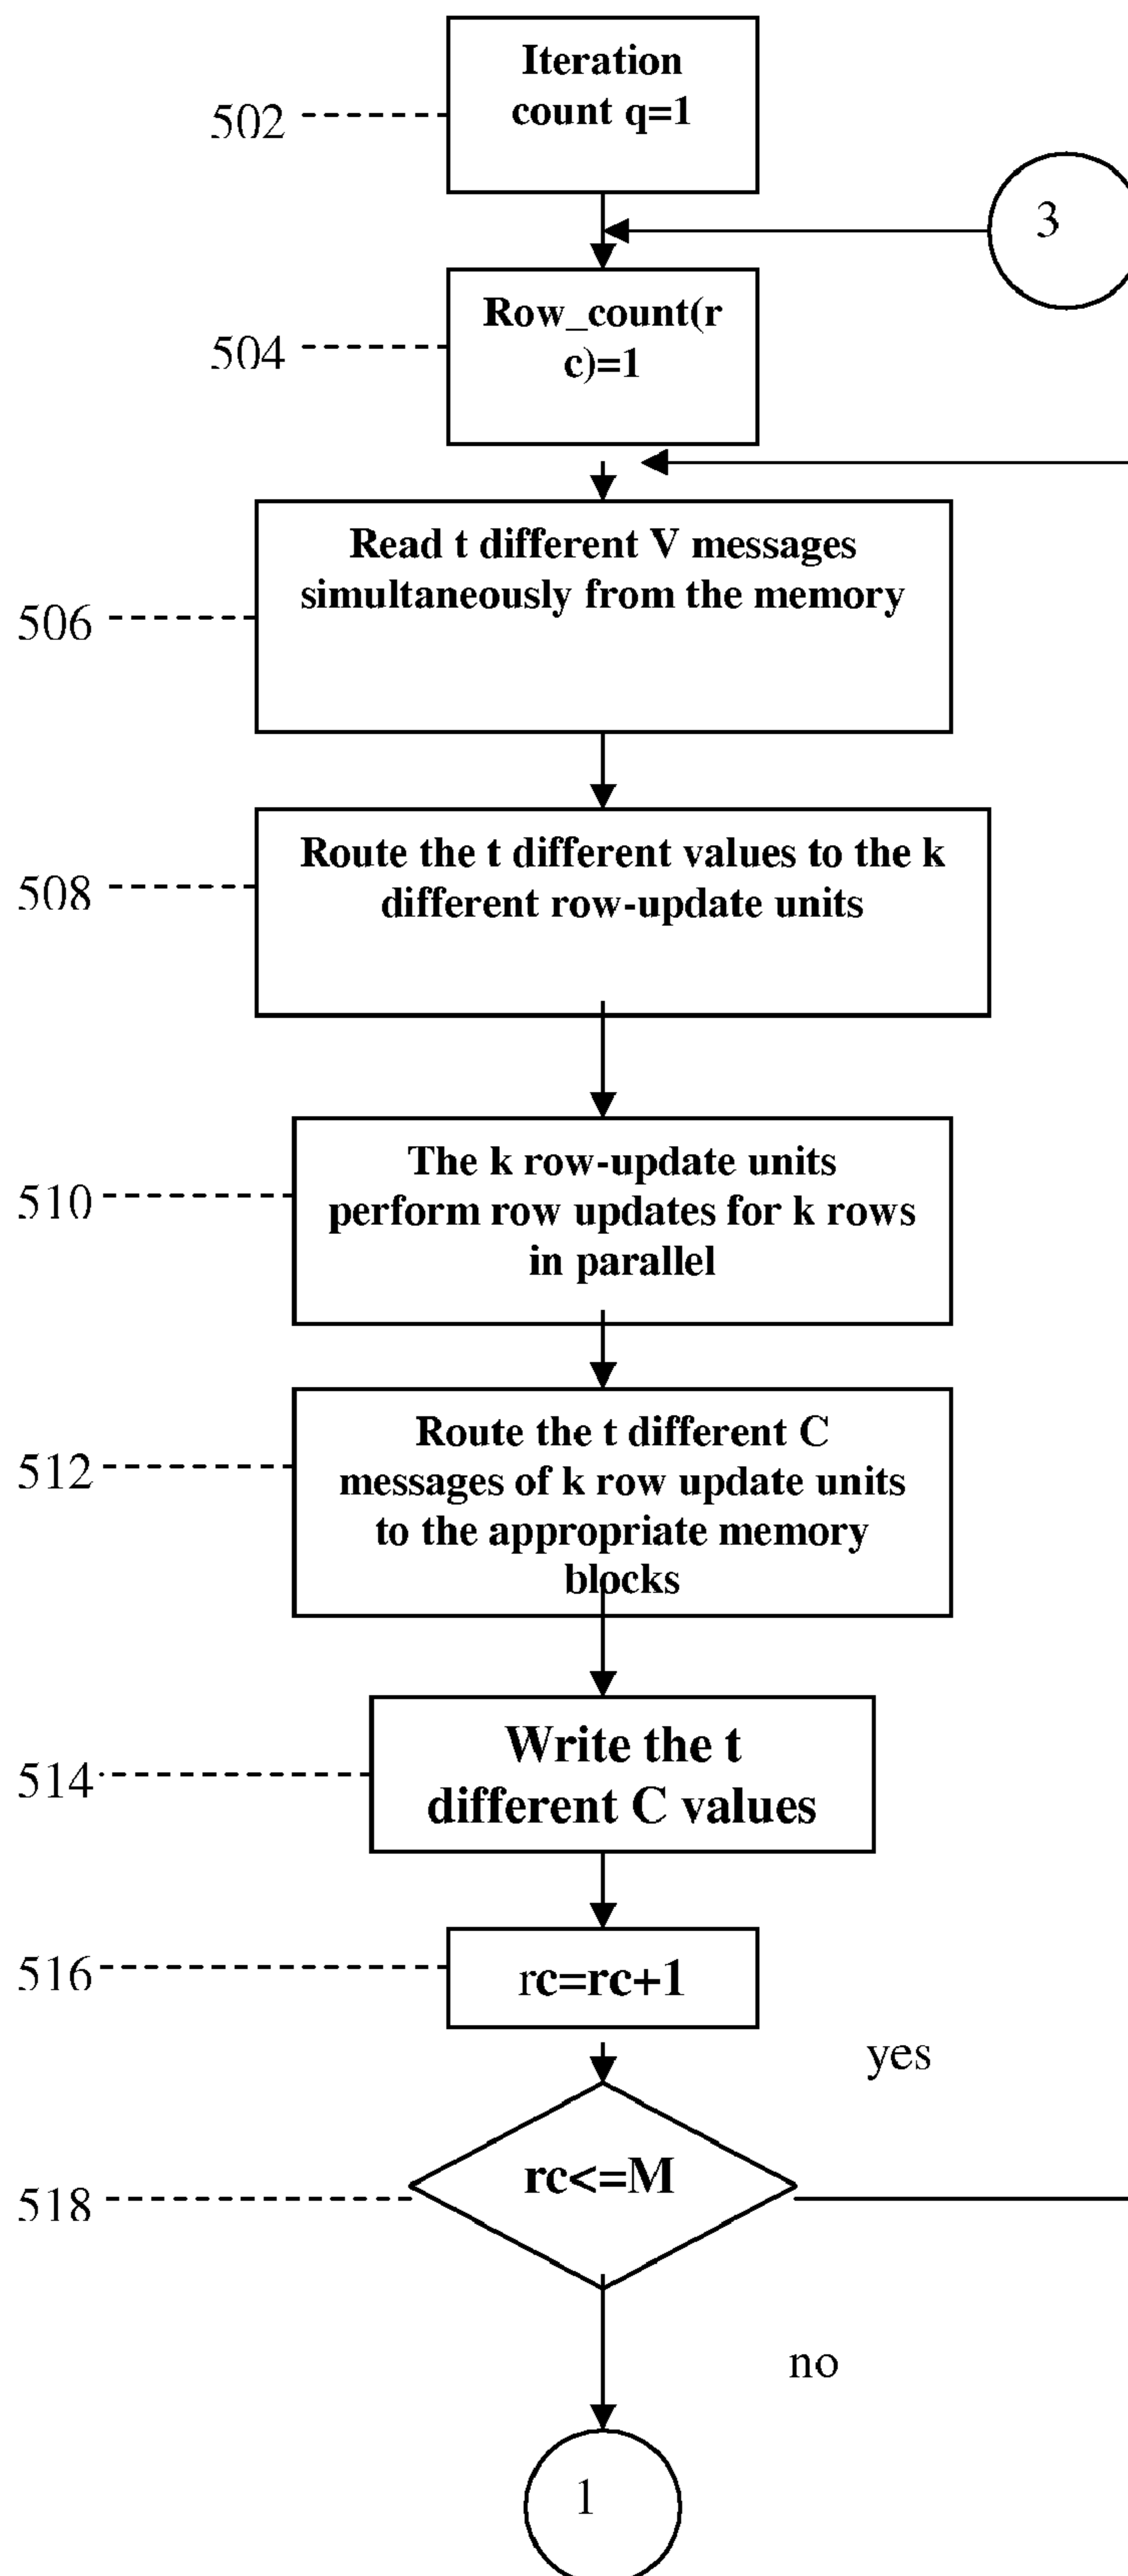 Iteration
count q=1
502
3
Row_count(r
c)=1
504
Read t different V messages
simultaneously from the memory
506
Route the t different values to the k
different row-update units
508
The k row-update units
perform row updates for k rows
in parallel
510
Route the t different C
messages of k row update units
to the appropriate memory
blocks
512
Write the t
different C values
514
rc=rc+1
516
yes
rc<=M
518
no
1